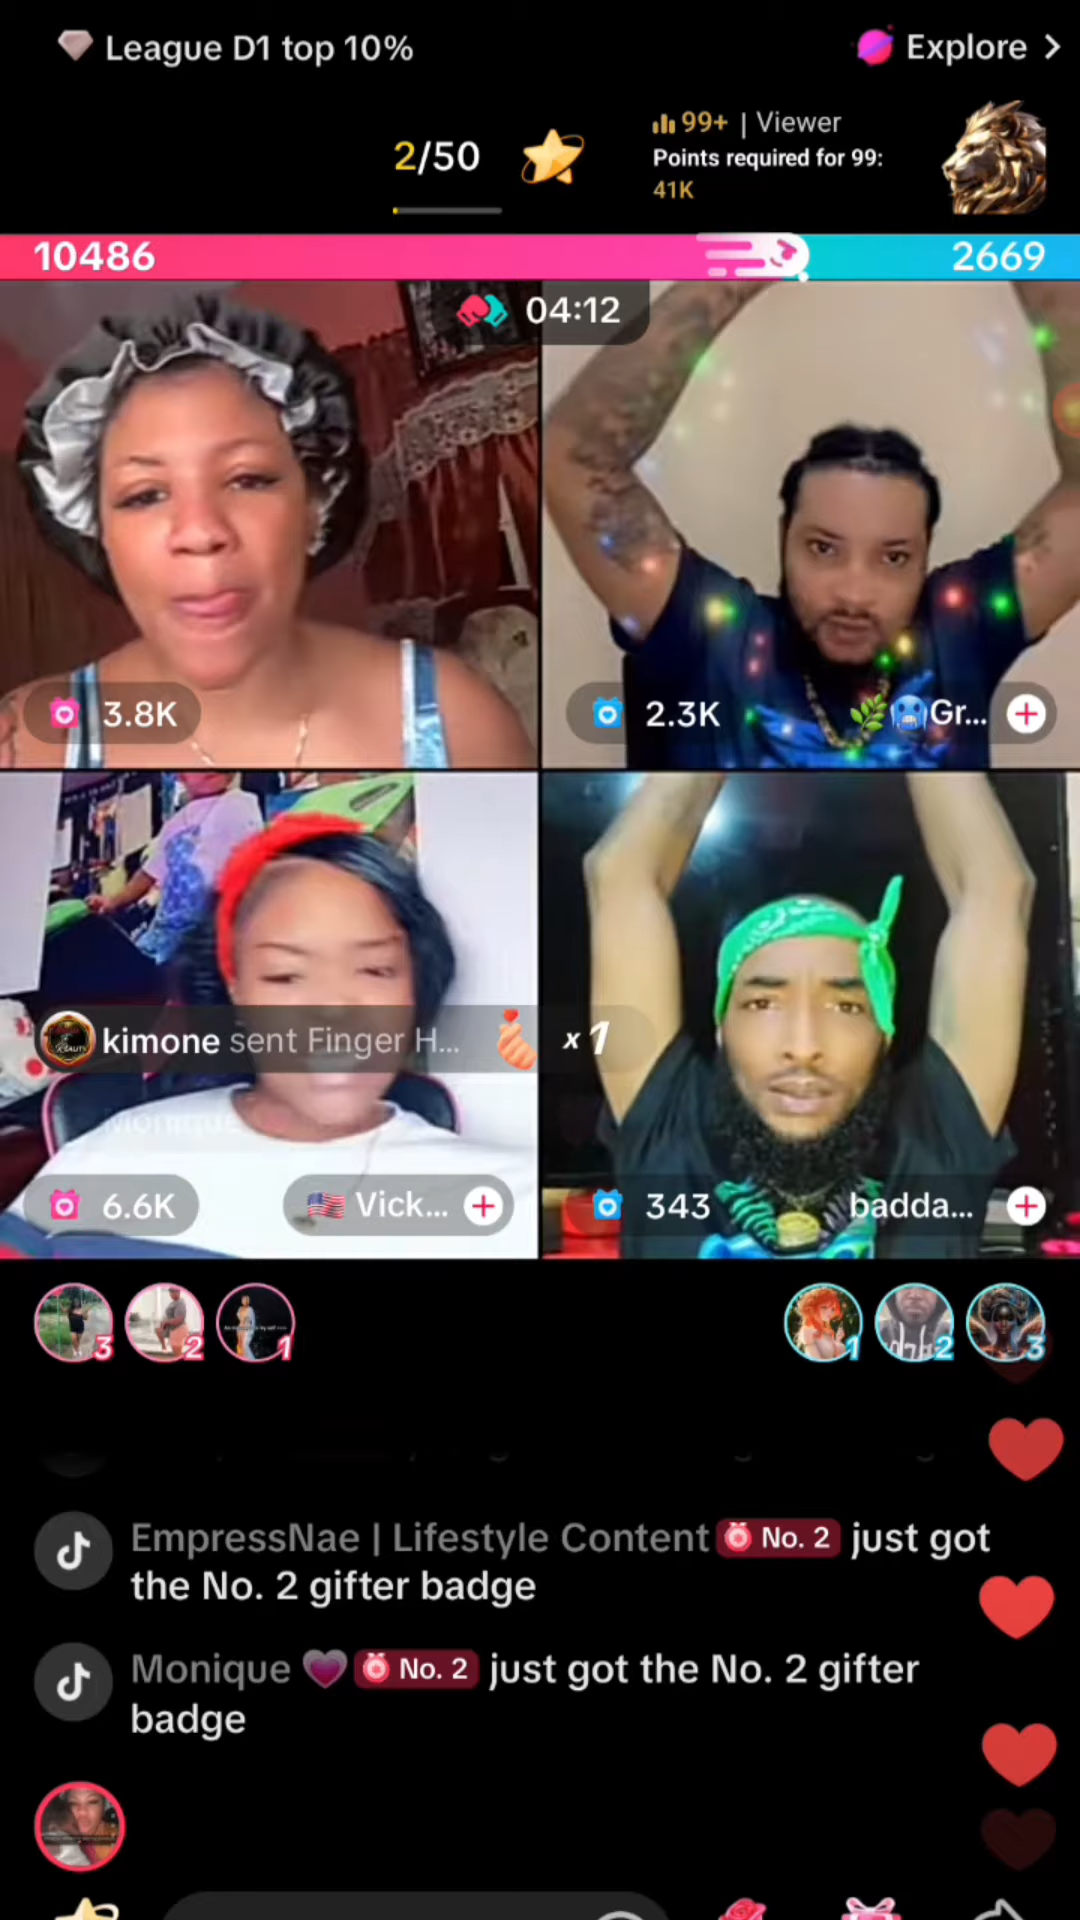 League D1 top 10%
Explore >
2/50
99+ | Viewer
Points required for 99:
41K
10486
2669
04:12
3.8K
2.3K
Gr...
kimone sent Finger H...
x 1
Monique
6.6K
Vick...
343
badda...
3
2
1
1
2
3
EmpressNae | Lifestyle Content No. 2 just got
the No. 2 gifter badge
Monique No. 2 just got the No. 2 gifter
badge